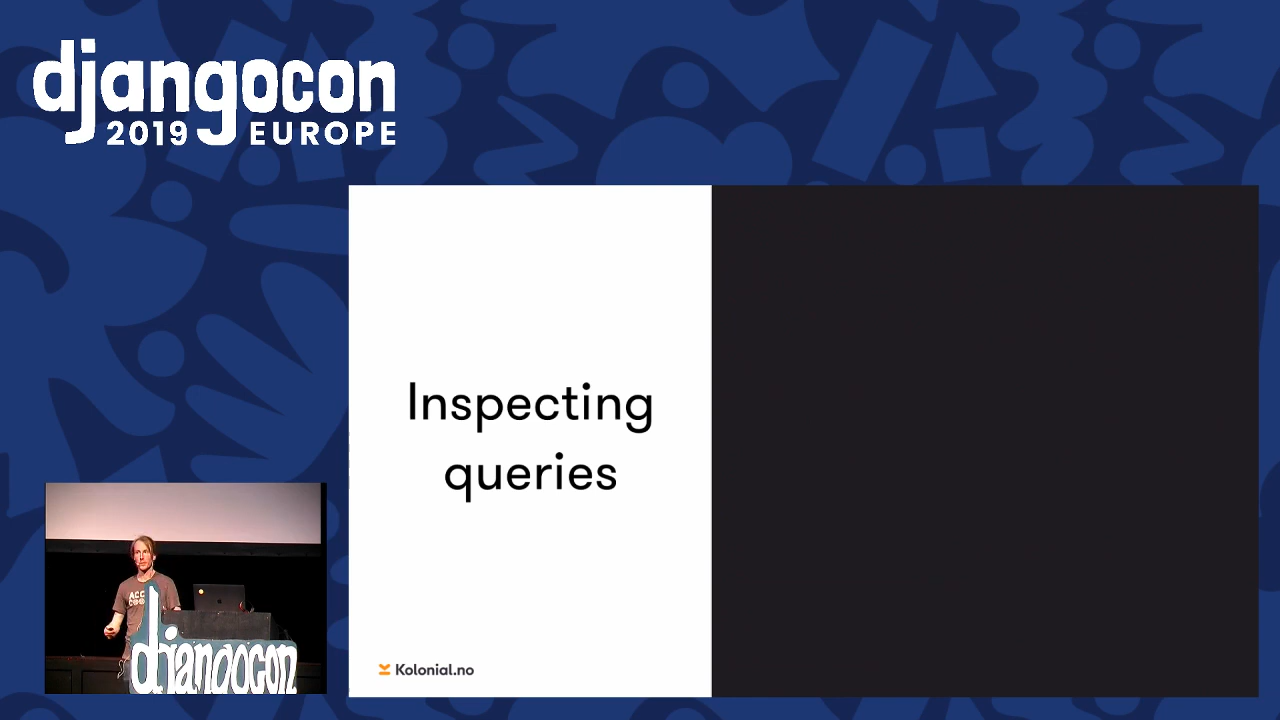 djangocon
2019 EUROPE
Inspecting
queries
Kolonial.no
djangocon